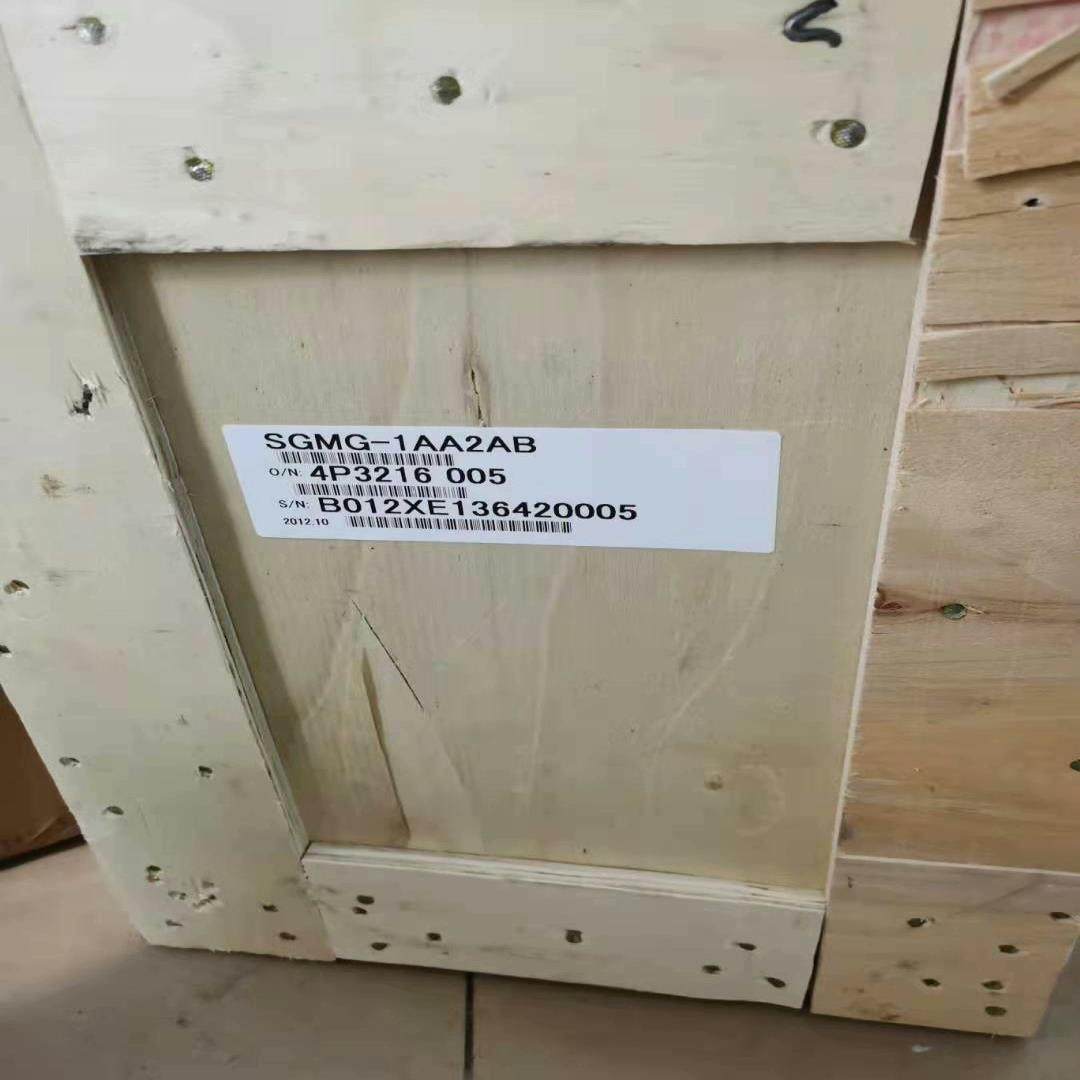 SGMG-1AA2AB
O/N: 4P3216 005
S/N: B012XE136420005
2012.10